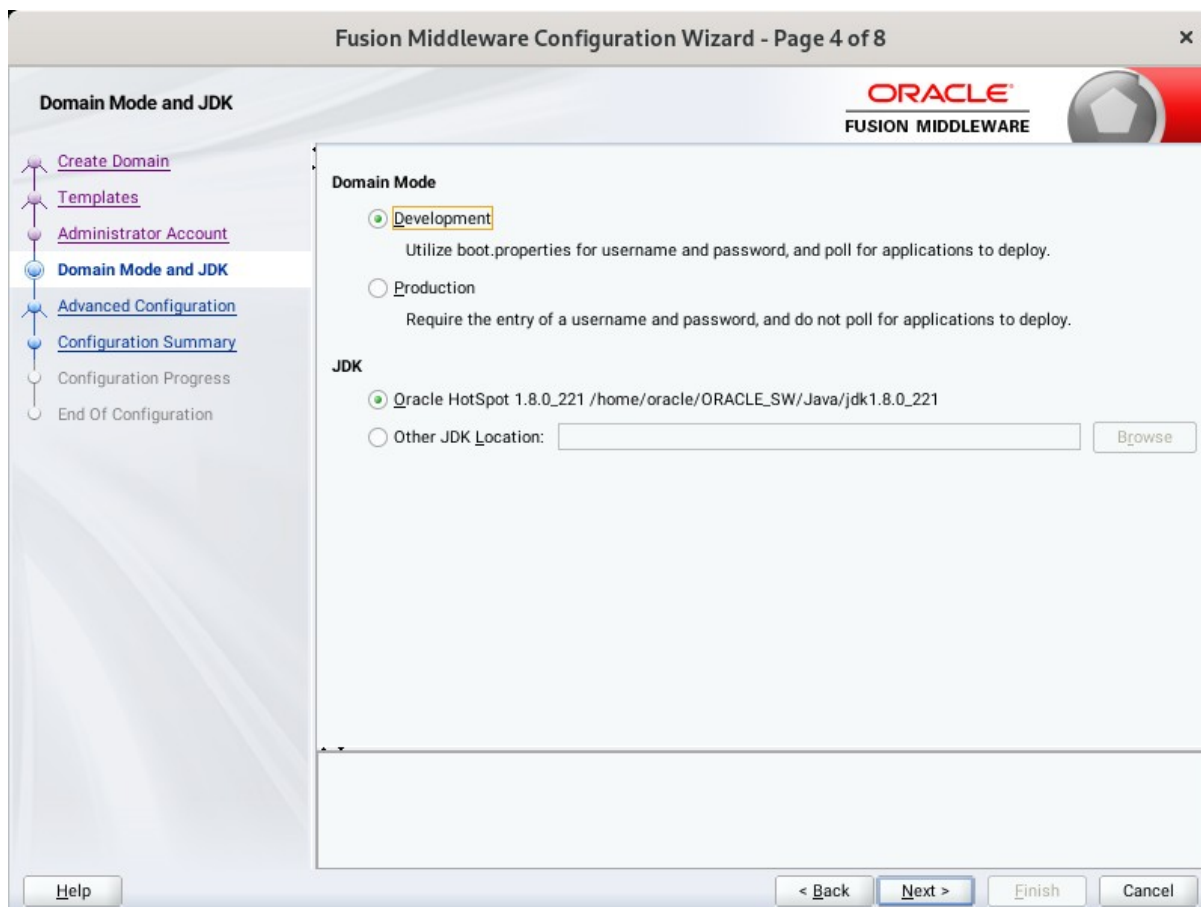 Fusion Middleware Configuration Wizard - Page 4 of 8
Domain Mode and JDK
ORACLE
FUSION MIDDLEWARE
Create Domain
Templates
Administrator Account
Domain Mode and JDK
Advanced Configuration
Configuration Summary
Configuration Progress
End Of Configuration
Domain Mode
Development
Utilize boot.properties for username and password, and poll for applications to deploy.
Production
Require the entry of a username and password, and do not poll for applications to deploy.
JDK
Oracle HotSpot 1.8.0_221 /home/oracle/ORACLE_SW/Java/jdk1.8.0_221
Other JDK Location:
Browse
Help
< Back
Next >
Finish
Cancel